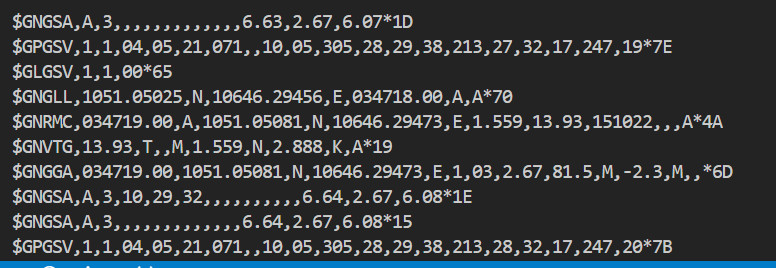 $GNGSA,A,3,,,,,,,,,,,,,6.63,2.67,6.07*1D
$GPGSV,1,1,04,05,21,071,,10,05,305,28,29,38,213,27,32,17,247,19*7E
$GLGSV,1,1,00*65
$GNGLL,1051.05025,N,10646.29456,E,034718.00,A,A*70
$GNRMC,034719.00,A,1051.05081,N,10646.29473,E,1.559,13.93,151022,,,A*4A
$GNVTG,13.93,T,,M,1.559,N,2.888,K,A*19
$GNGGA,034719.00,1051.05081,N,10646.29473,E,1,03,2.67,81.5,M,-2.3,M,,*6D
$GNGSA,A,3,10,29,32,,,,,,,,,,6.64,2.67,6.08*1E
$GNGSA,A,3,,,,,,,,,,,,,6.64,2.67,6.08*15
$GPGSV,1,1,04,05,21,071,,10,05,305,28,29,38,213,28,32,17,247,20*7B